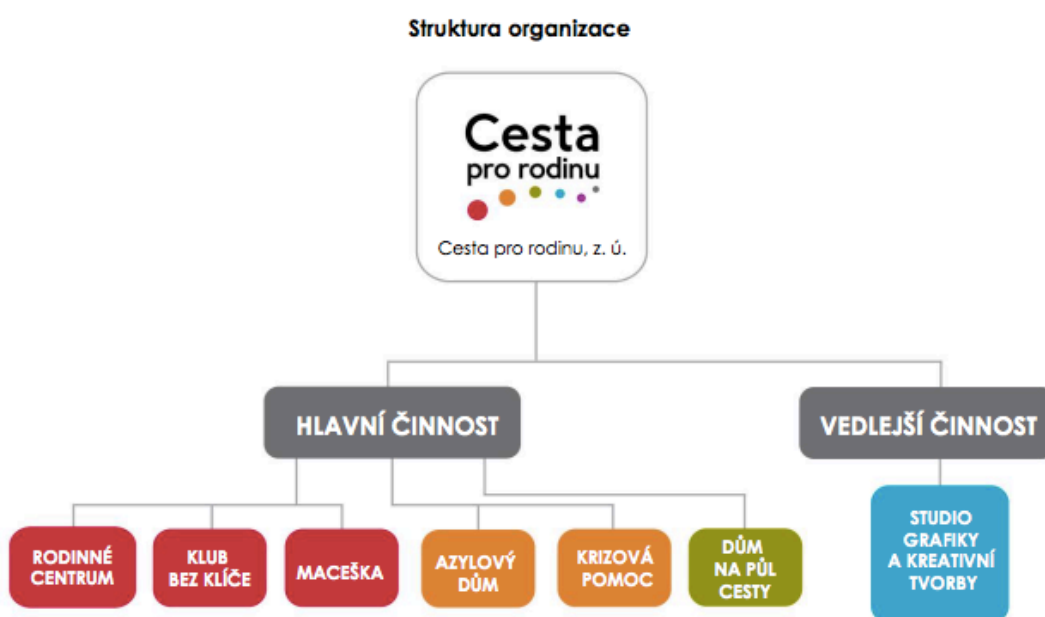 Struktura organizace
Cesta
pro rodinu
Cesta pro rodinu, z. ú.
HLAVNÍ ČINNOST
VEDLEJŠÍ ČINNOST
RODINNÉ
CENTRUM
KLUB
BEZ KLÍČE
MACEŠKA
AZYLOVÝ
DŮM
KRIZOVÁ
POMOC
DŮM
NA PŮL
CESTY
STUDIO
GRAFIKY
A KREATIVNÍ
TVORBY